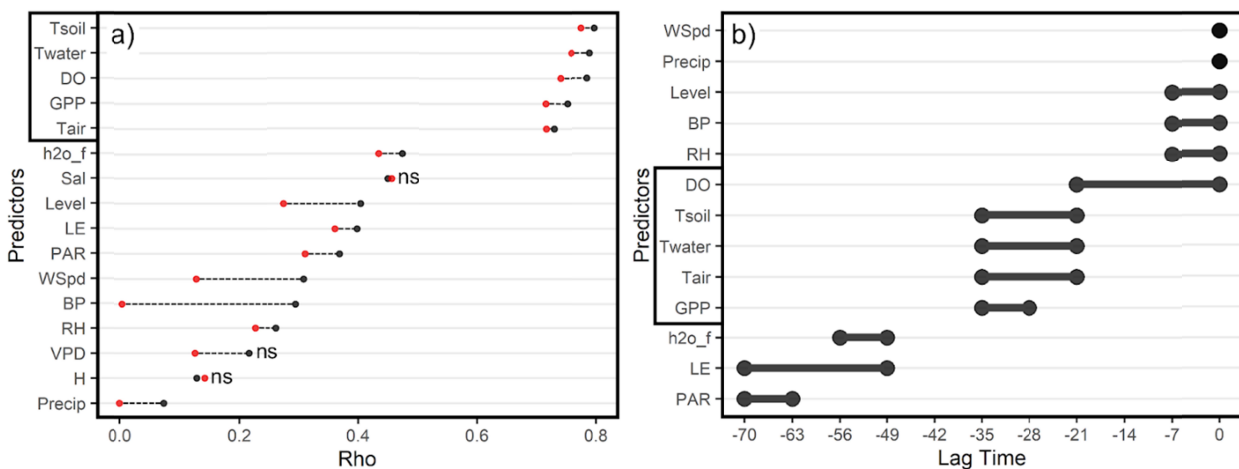 a)
Predictors
Tsoil
Twater
DO
GPP
Tair
h2o_f
Sal
ns
Level
LE
PAR
WSpd
BP
RH
VPD
ns
H
ns
Precip
0.0 0.2 0.4 0.6 0.8
Rho
b)
Predictors
WSpd
Precip
Level
BP
RH
DO
Tsoil
Twater
Tair
GPP
h2o_f
LE
PAR
-70 -63 -56 -49 -42 -35 -28 -21 -14 -7 0
Lag Time